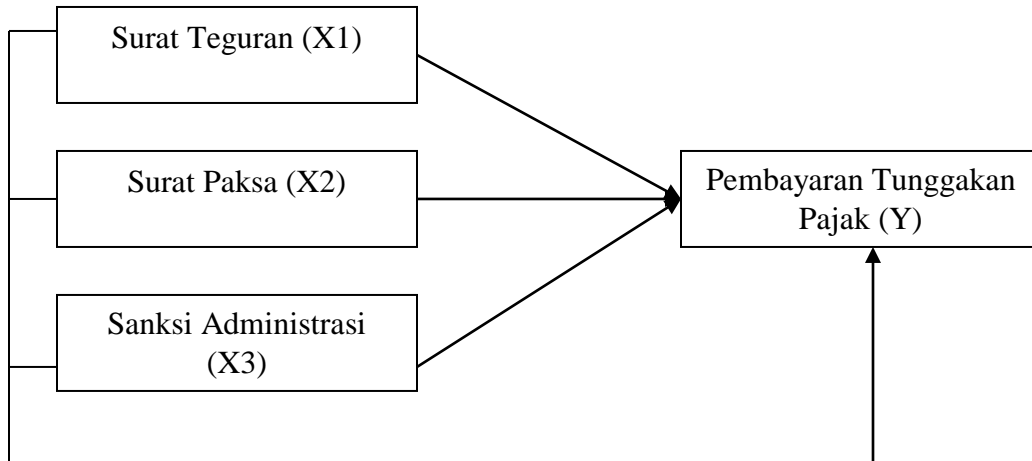 Surat Teguran (X1)
Surat Paksa (X2)
Sanksi Administrasi
(X3)
Pembayaran Tunggakan
Pajak (Y)